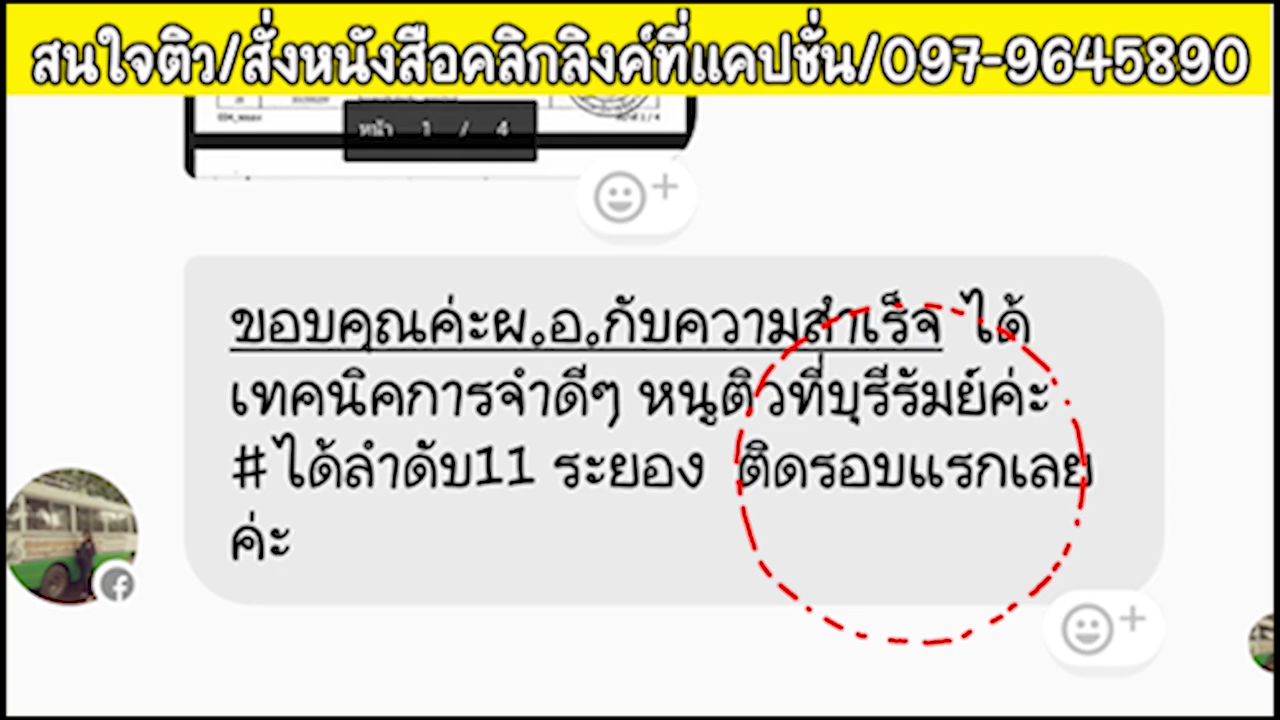 สนใจติว/สั่งหนังสือคลิกลิงค์ที่แคปชั่น/097-9645890
หน้า 1 / 4
ขอบคุณค่ะผ.อ.กับความสำเร็จ ได้
เทคนิคการจำดีๆ หนูติวที่บุรีรัมย์ค่ะ
#ได้ลำดับ11 ระยอง ติดรอบแรกเลย
ค่ะ